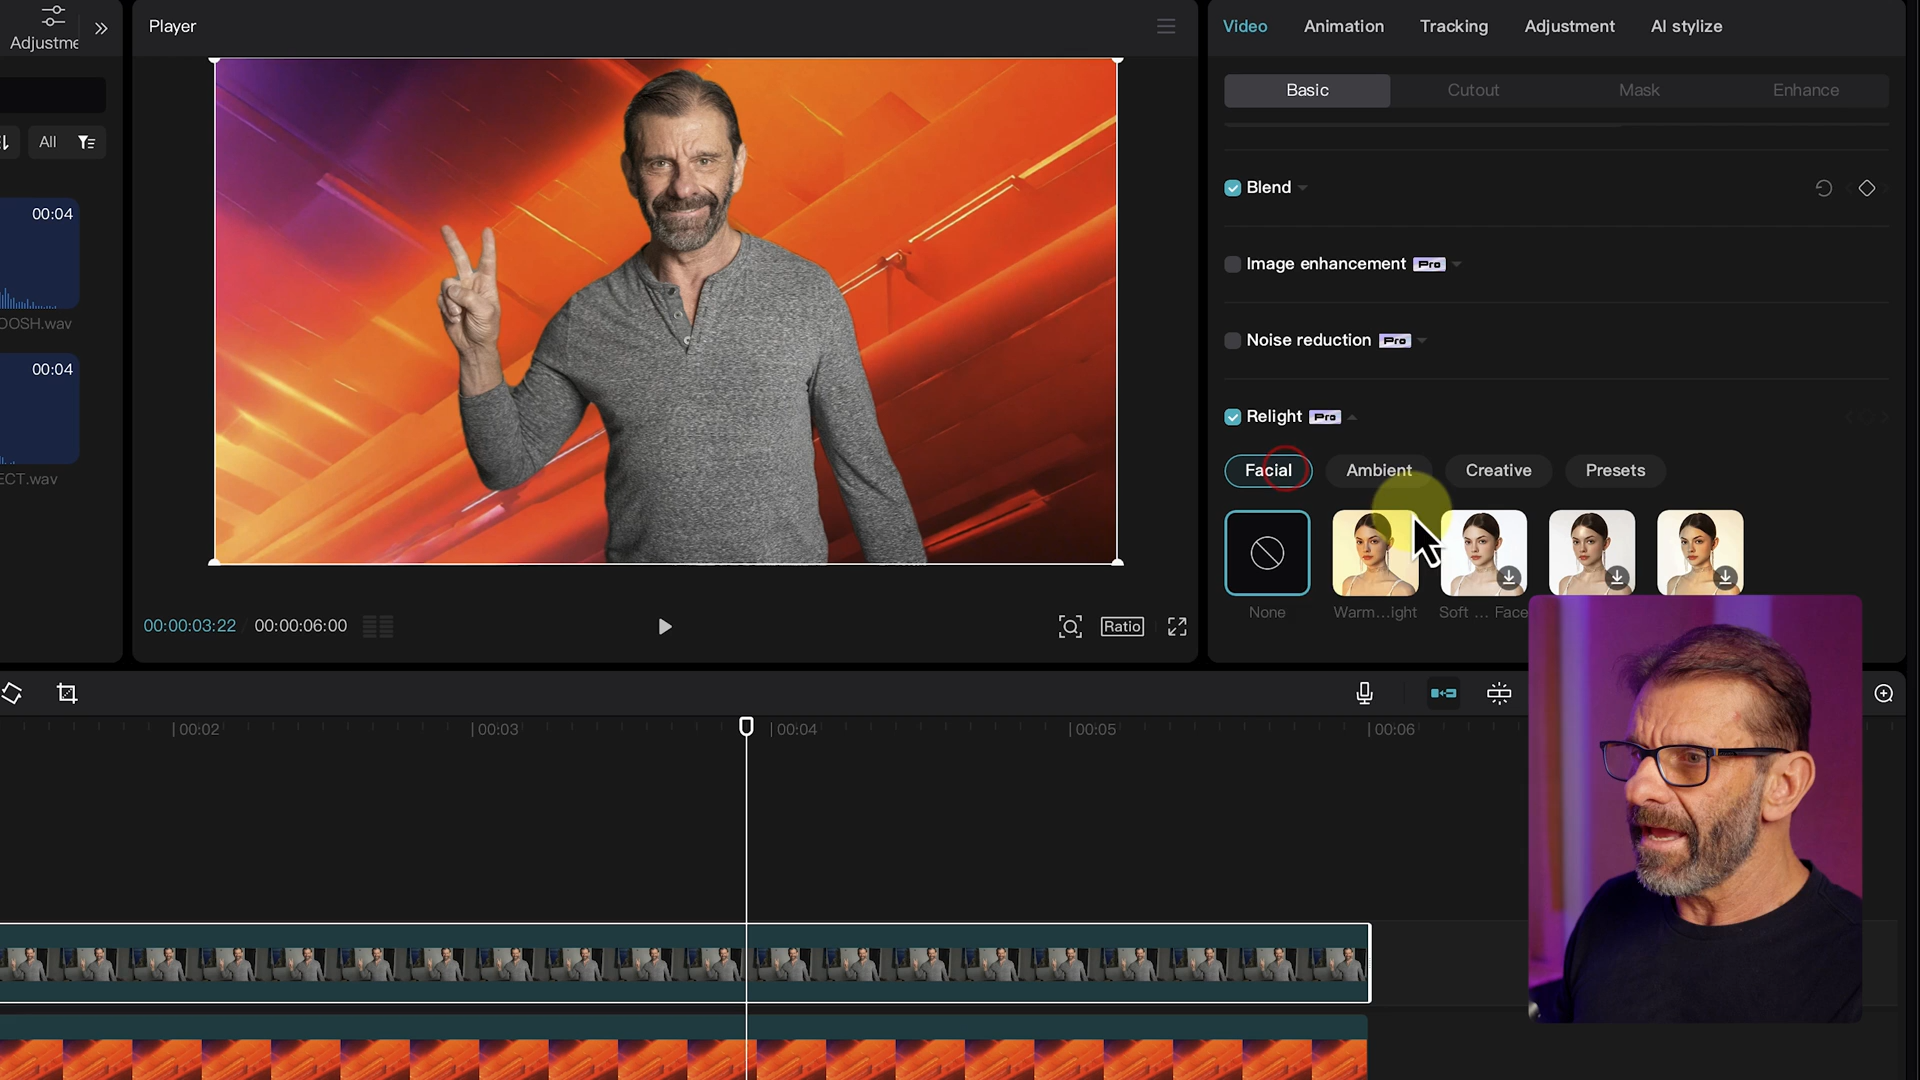 Adjustme
Player
Video Animation Tracking Adjustment AI stylize
Basic Cutout Mask Enhance
All
Blend
00:04
OOSH.wav
Image enhancement Pro
Noise reduction Pro
00:04
ECT.wav
Relight Pro
Facial Ambient Creative Presets
None Warm...ight Soft ... Face
00:00:03:22 00:00:06:00
Ratio
00:02 00:03 00:04 00:05 00:06